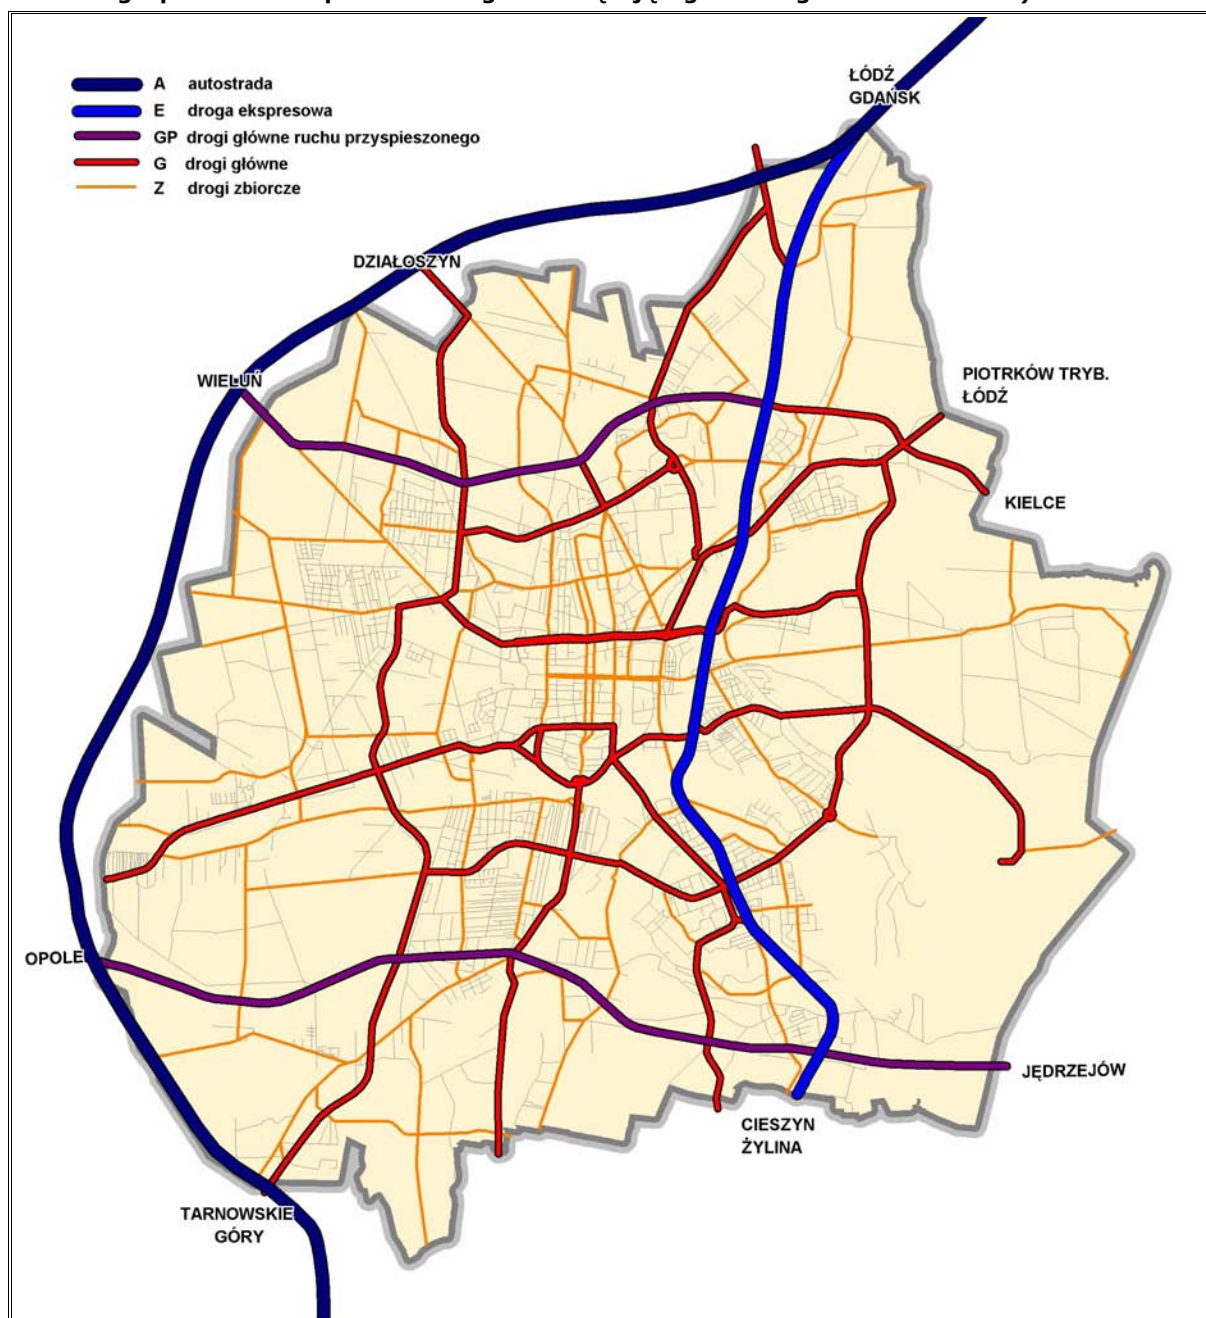 A autostrada
E droga ekspresowa
GP drogi główne ruchu przyspieszonego
G drogi główne
Z drogi zbiorcze
ŁÓDŹ
GDAŃSK
DZIAŁOSZYN
WIELUŃ
PIOTRKÓW TRYB.
ŁÓDŹ
KIELCE
OPOLE
JĘDRZEJÓW
CIESZYN
ŻYLINA
TARNOWSKIE
GÓRY